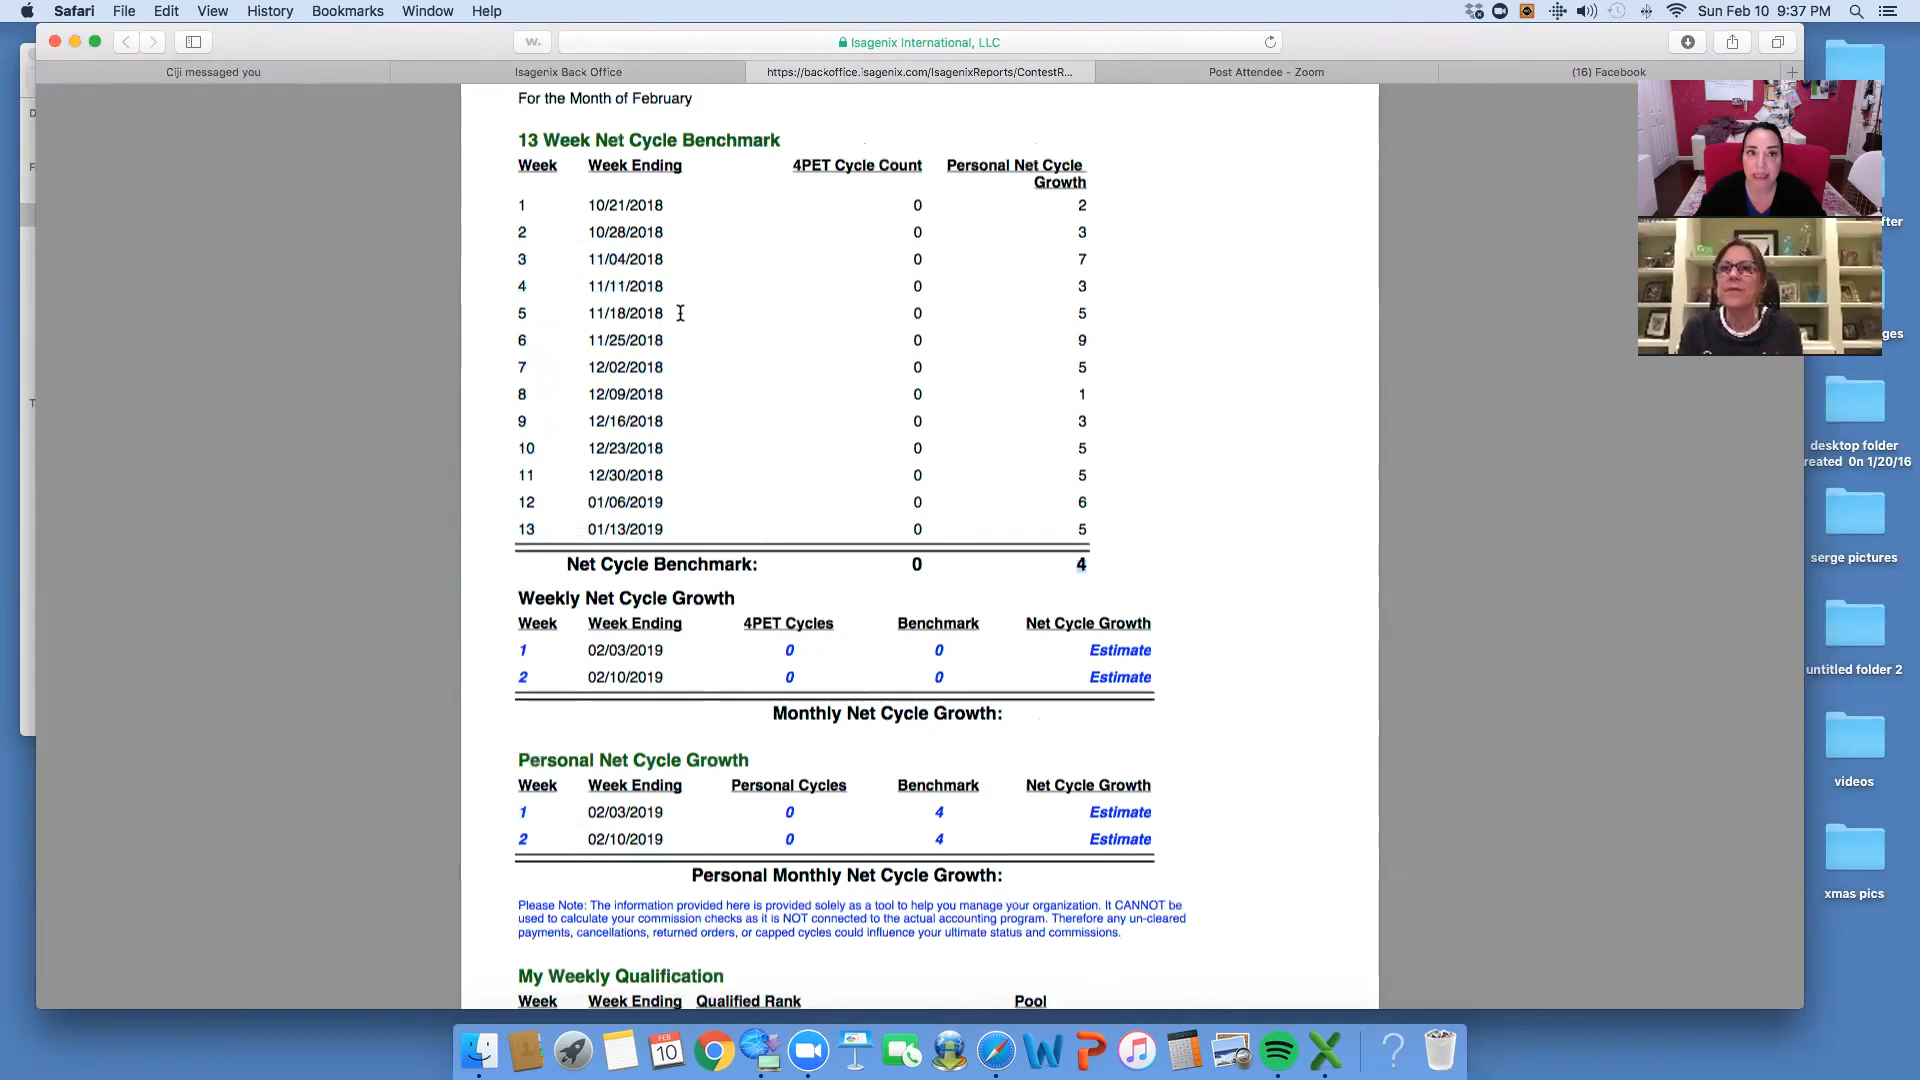 Safari File Edit View History Bookmarks Window Help
Sun Feb 10 9:37 PM
w.
Isagenix International, LLC
Ciji messaged you
Isagenix Back Office
https://backoffice.isagenix.com/IsagenixReports/ContestR...
Post Attendee - Zoom
(16) Facebook
For the Month of February
13 Week Net Cycle Benchmark
Week Week Ending 4PET Cycle Count Personal Net Cycle Growth
1 10/21/2018 0 2
2 10/28/2018 0 3
3 11/04/2018 0 7
4 11/11/2018 0 3
5 11/18/2018 0 5
6 11/25/2018 0 9
7 12/02/2018 0 5
8 12/09/2018 0 1
9 12/16/2018 0 3
10 12/23/2018 0 5
11 12/30/2018 0 5
12 01/06/2019 0 6
13 01/13/2019 0 5
Net Cycle Benchmark: 0 4
Weekly Net Cycle Growth
Week Week Ending 4PET Cycles Benchmark Net Cycle Growth
1 02/03/2019 0 0 Estimate
2 02/10/2019 0 0 Estimate
Monthly Net Cycle Growth:
Personal Net Cycle Growth
Week Week Ending Personal Cycles Benchmark Net Cycle Growth
1 02/03/2019 0 4 Estimate
2 02/10/2019 0 4 Estimate
Personal Monthly Net Cycle Growth:
Please Note: The information provided here is provided solely as a tool to help you manage your organization. It CANNOT be
used to calculate your commission checks as it is NOT connected to the actual accounting program. Therefore any un-cleared
payments, cancellations, returned orders, or capped cycles could influence your ultimate status and commissions.
My Weekly Qualification
Week Week Ending Qualified Rank Pool
fter
ges
desktop folder
reated 0n 1/20/16
serge pictures
untitled folder 2
videos
xmas pics
FEB
10